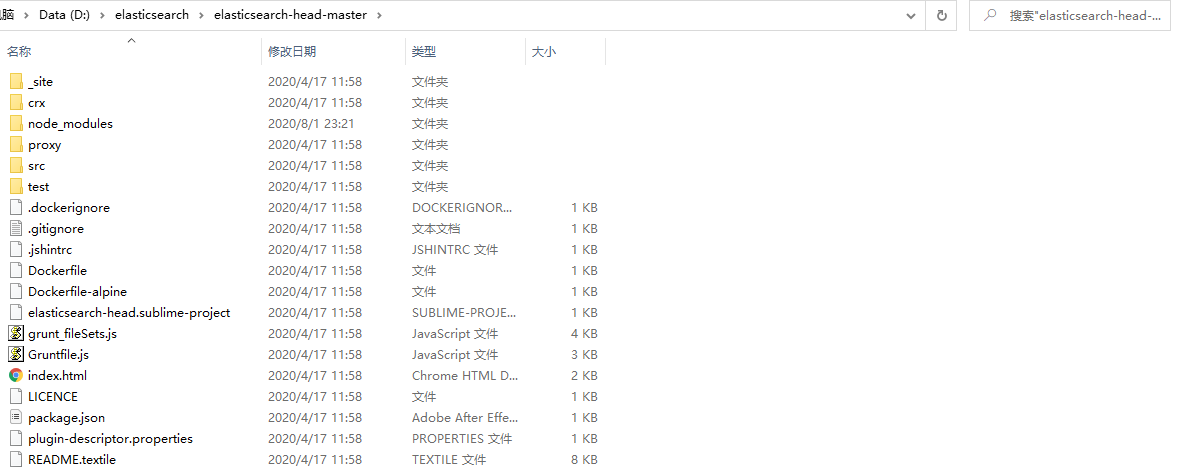 电脑 › Data (D:) › elasticsearch › elasticsearch-head-master › 搜索"elasticsearch-head-...
名称 修改日期 类型 大小
_site 2020/4/17 11:58 文件夹
crx 2020/4/17 11:58 文件夹
node_modules 2020/8/1 23:21 文件夹
proxy 2020/4/17 11:58 文件夹
src 2020/4/17 11:58 文件夹
test 2020/4/17 11:58 文件夹
.dockerignore 2020/4/17 11:58 DOCKERIGNOR... 1 KB
.gitignore 2020/4/17 11:58 文本文档 1 KB
.jshintrc 2020/4/17 11:58 JSHINTRC 文件 1 KB
Dockerfile 2020/4/17 11:58 文件 1 KB
Dockerfile-alpine 2020/4/17 11:58 文件 1 KB
elasticsearch-head.sublime-project 2020/4/17 11:58 SUBLIME-PROJE... 1 KB
grunt_fileSets.js 2020/4/17 11:58 JavaScript 文件 4 KB
Gruntfile.js 2020/4/17 11:58 JavaScript 文件 3 KB
index.html 2020/4/17 11:58 Chrome HTML D... 2 KB
LICENCE 2020/4/17 11:58 文件 1 KB
package.json 2020/4/17 11:58 Adobe After Effe... 1 KB
plugin-descriptor.properties 2020/4/17 11:58 PROPERTIES 文件 1 KB
README.textile 2020/4/17 11:58 TEXTILE 文件 8 KB